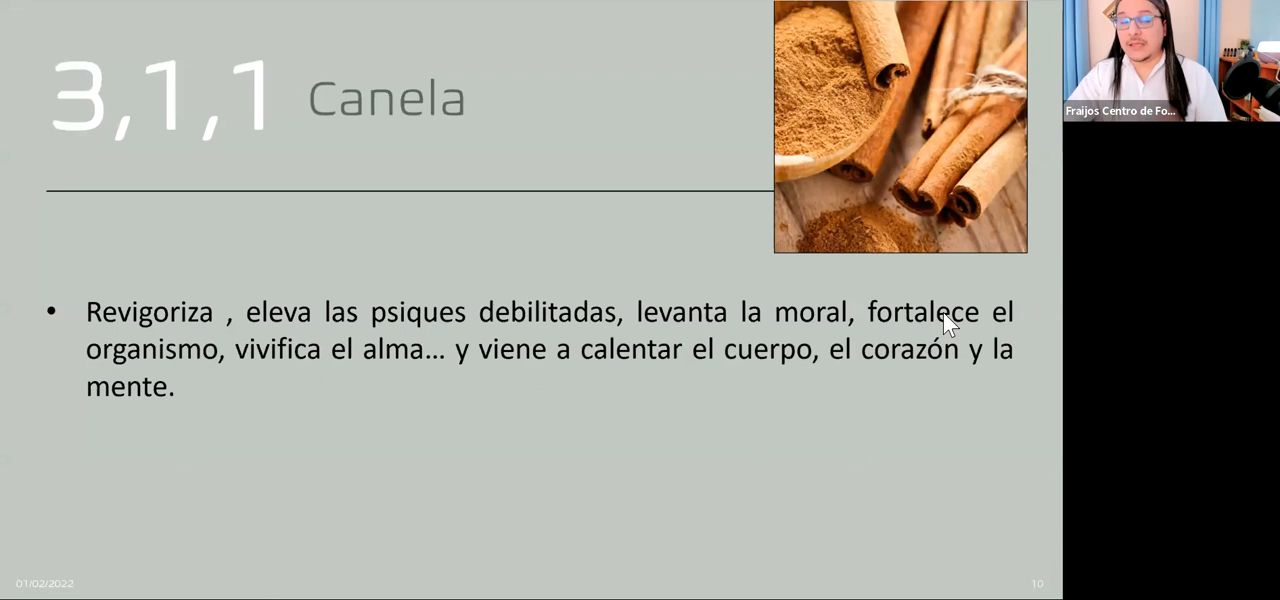 3,1,1 Canela
Fraijos Centro de Fo...
• Revigoriza , eleva las psiques debilitadas, levanta la moral, fortalece el
organismo, vivifica el alma... y viene a calentar el cuerpo, el corazón y la
mente.
01/02/2022
10